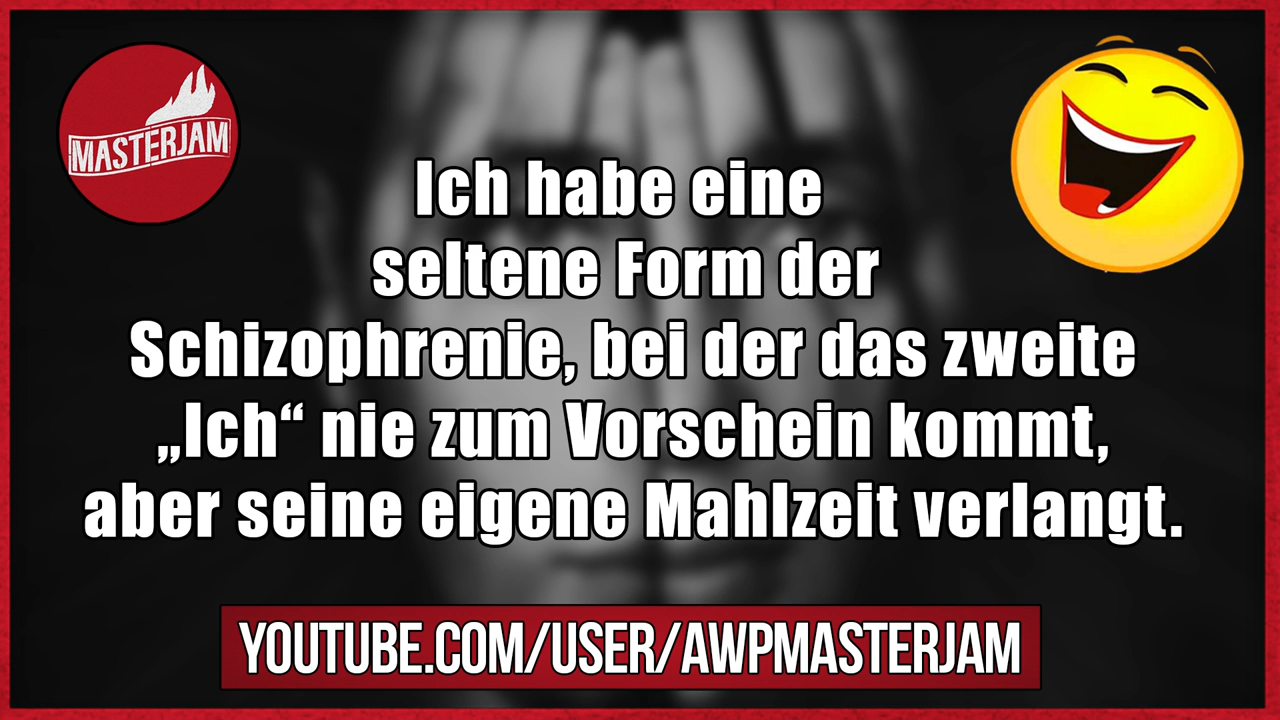 MASTERJAM
Ich habe eine
seltene Form der
Schizophrenie, bei der das zweite
„Ich“ nie zum Vorschein kommt,
aber seine eigene Mahlzeit verlangt.
YOUTUBE.COM/USER/AWPMASTERJAM